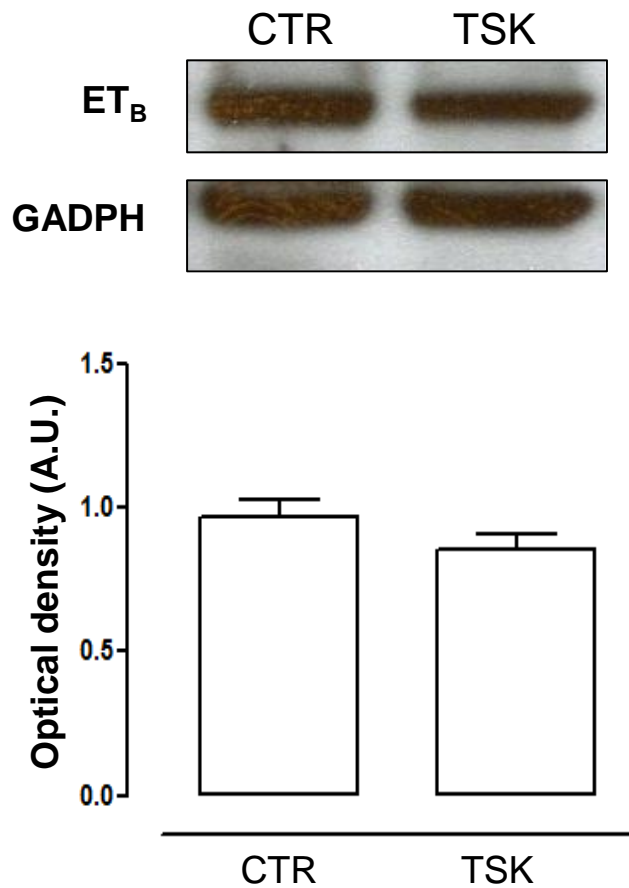 CTR TSK
ETB
GADPH
1.5
1.0
0.5
0.0
Optical density (A.U.)
CTR TSK